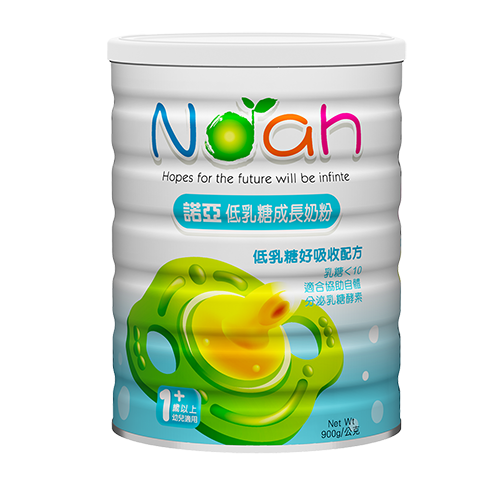 Noah
Hopes for the future will be infinte
諾亞 低乳糖成長奶粉
低乳糖好吸收配方
乳糖<10
適合協助自體
分泌乳糖酵素
1+
歲以上
幼兒適用
Net Wt
900g/公克